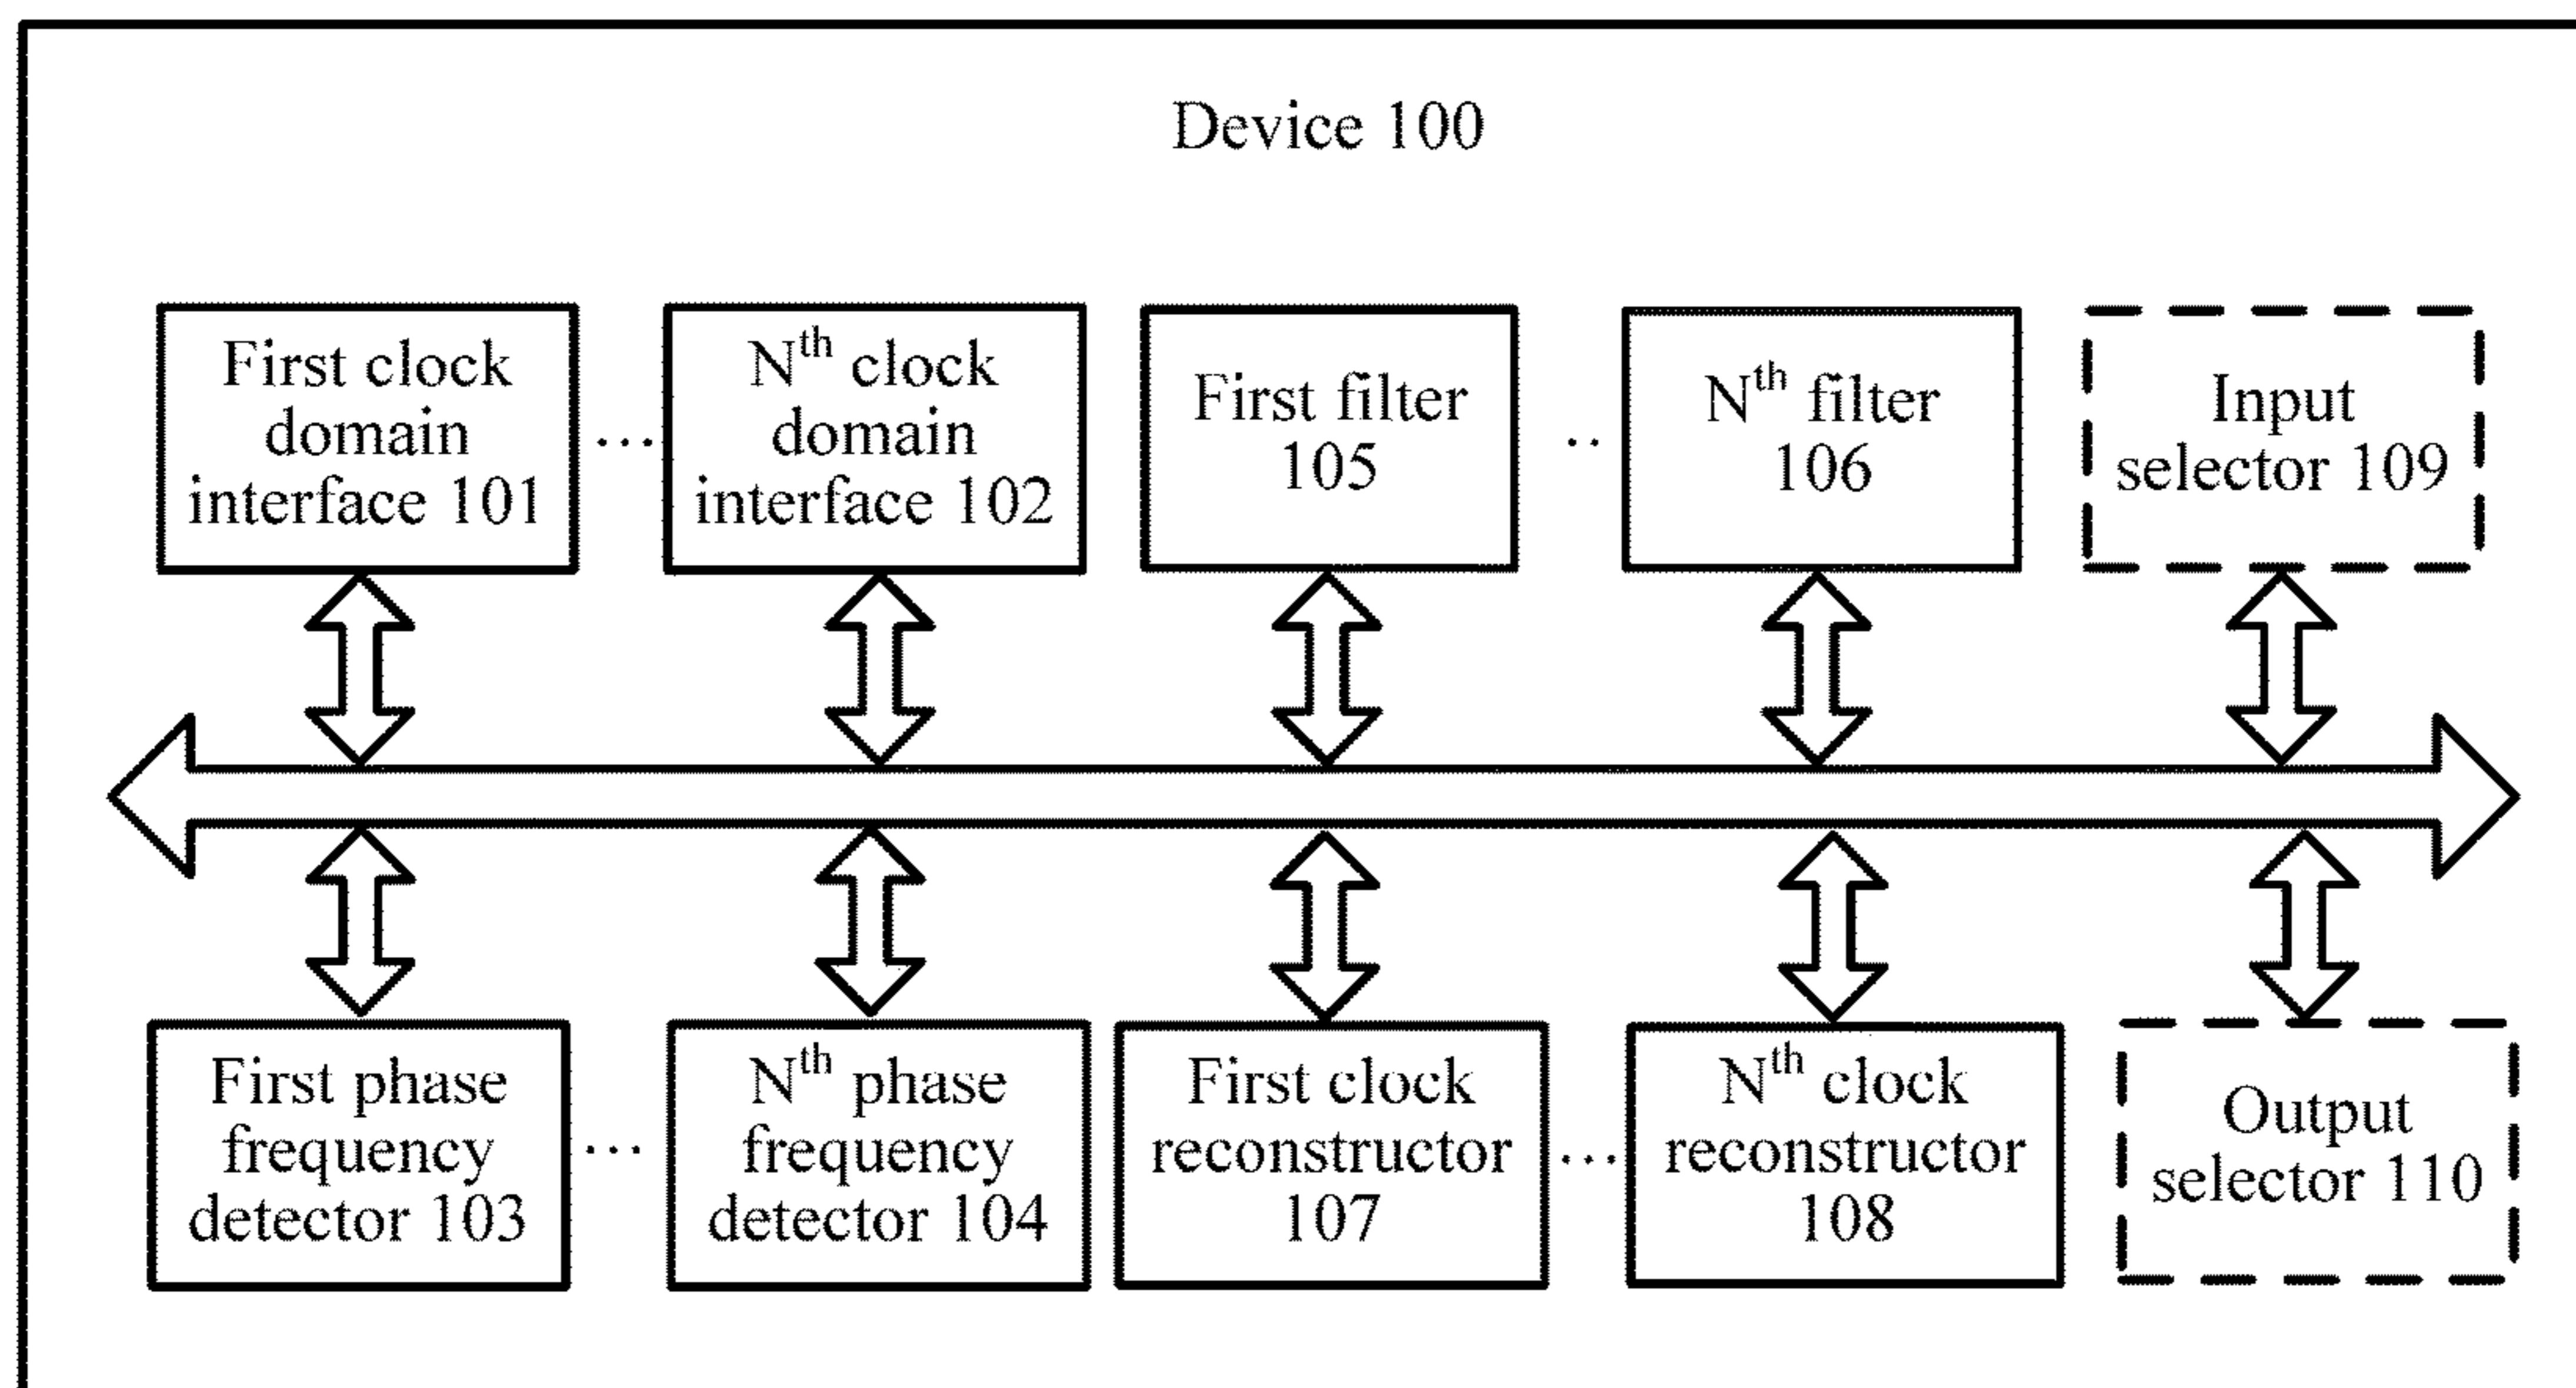 Device 100
First clock
domain
interface 101
...
Nth clock
domain
interface 102
First filter
105
..
Nth filter
106
Input
selector 109
First phase
frequency
detector 103
...
Nth phase
frequency
detector 104
First clock
reconstructor
107
...
Nth clock
reconstructor
108
Output
selector 110